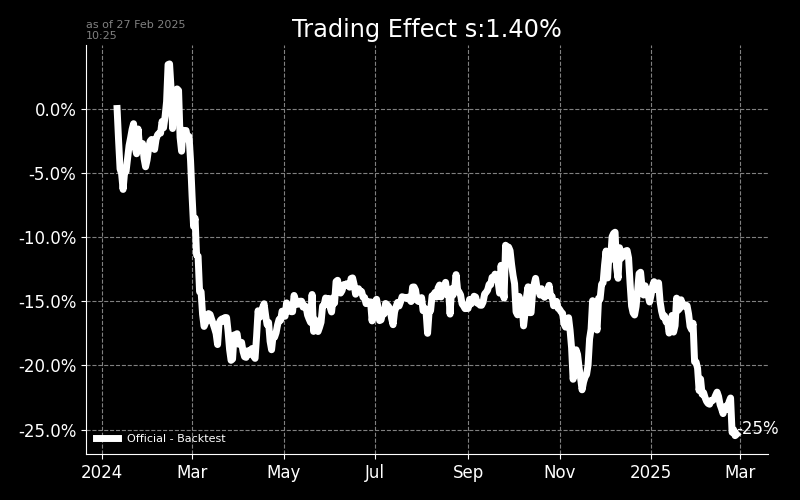 as of 27 Feb 2025
10:25
Trading Effect s:1.40%
0.0%
-5.0%
-10.0%
-15.0%
-20.0%
-25.0%
-25%
Official - Backtest
2024 Mar May Jul Sep Nov 2025 Mar